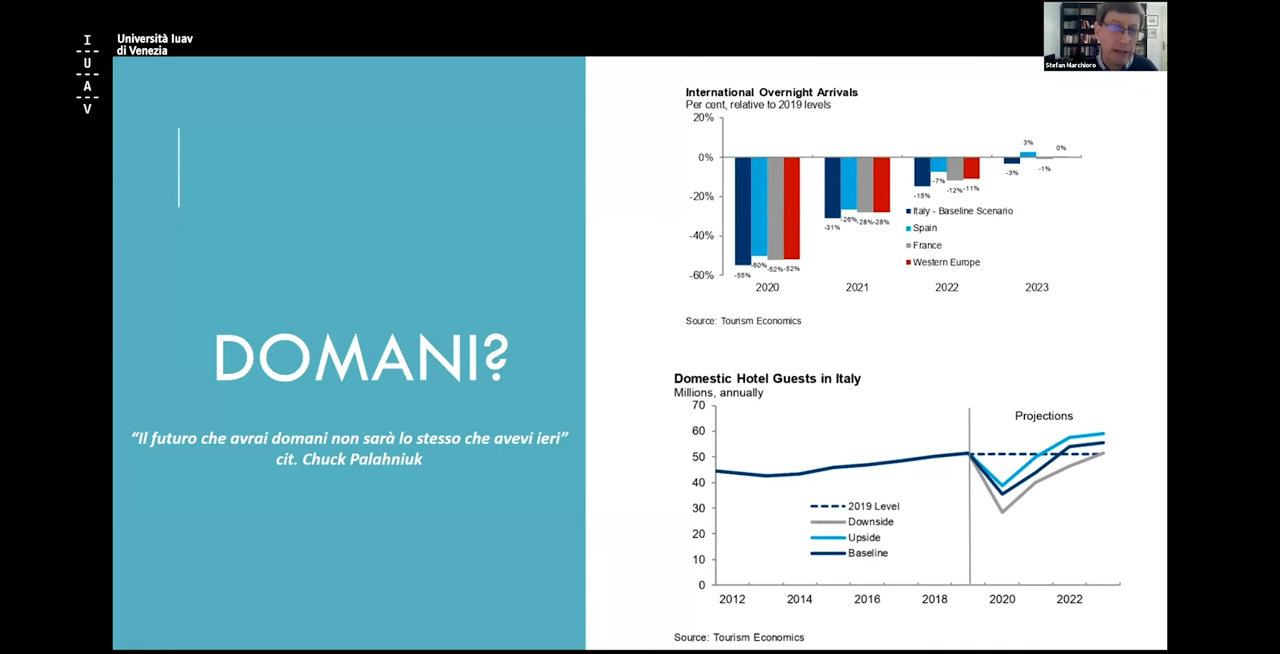 I
U
A
V
Università Iuav
di Venezia
Stefan Marchioro
DOMANI?
“Il futuro che avrai domani non sarà lo stesso che avevi ieri”
cit. Chuck Palahniuk
International Overnight Arrivals
Per cent, relative to 2019 levels
20%
0%
-20%
-40%
-60%
-55%
-50%
-52%
-52%
-31%
-26%
-28%
-28%
-15%
-7%
-12%
-11%
-3%
3%
-1%
0%
Italy - Baseline Scenario
Spain
France
Western Europe
2020 2021 2022 2023
Source: Tourism Economics
Domestic Hotel Guests in Italy
Millions, annually
70
60
50
40
30
20
10
0
Projections
2019 Level
Downside
Upside
Baseline
2012 2014 2016 2018 2020 2022
Source: Tourism Economics